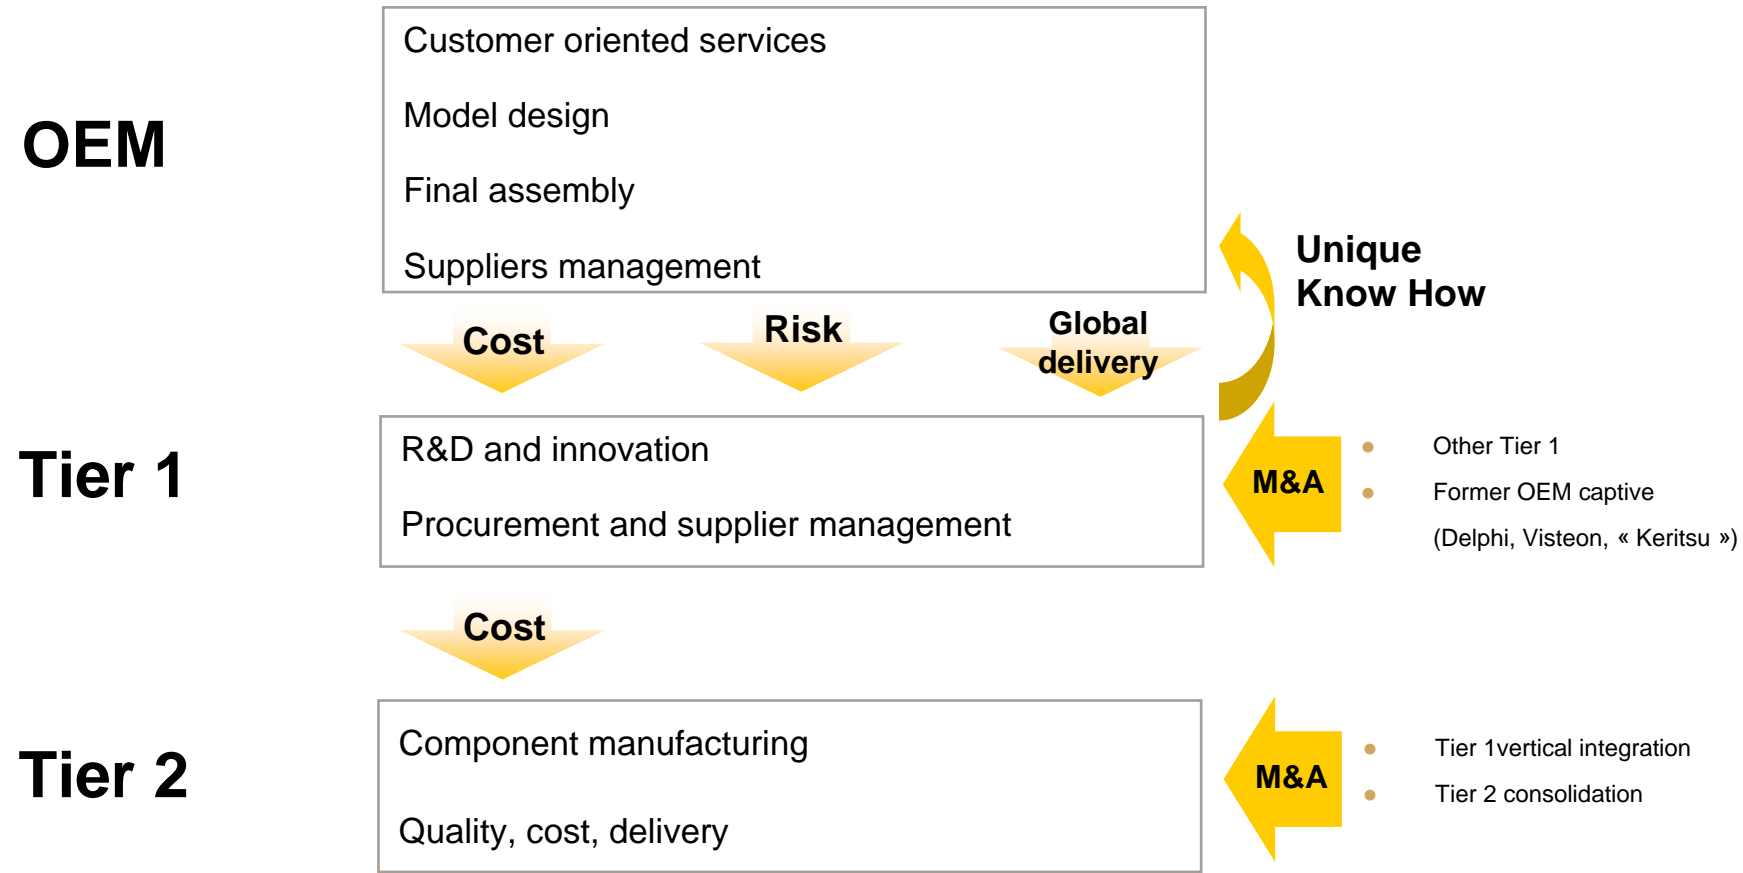 OEM
Customer oriented services
Model design
Final assembly
Suppliers management
Unique
Know How
Cost
Risk
Global
delivery
Tier 1
R&D and innovation
Procurement and supplier management
M&A
Other Tier 1
Former OEM captive
(Delphi, Visteon, « Keritsu »)
Cost
Tier 2
Component manufacturing
Quality, cost, delivery
M&A
Tier 1vertical integration
Tier 2 consolidation